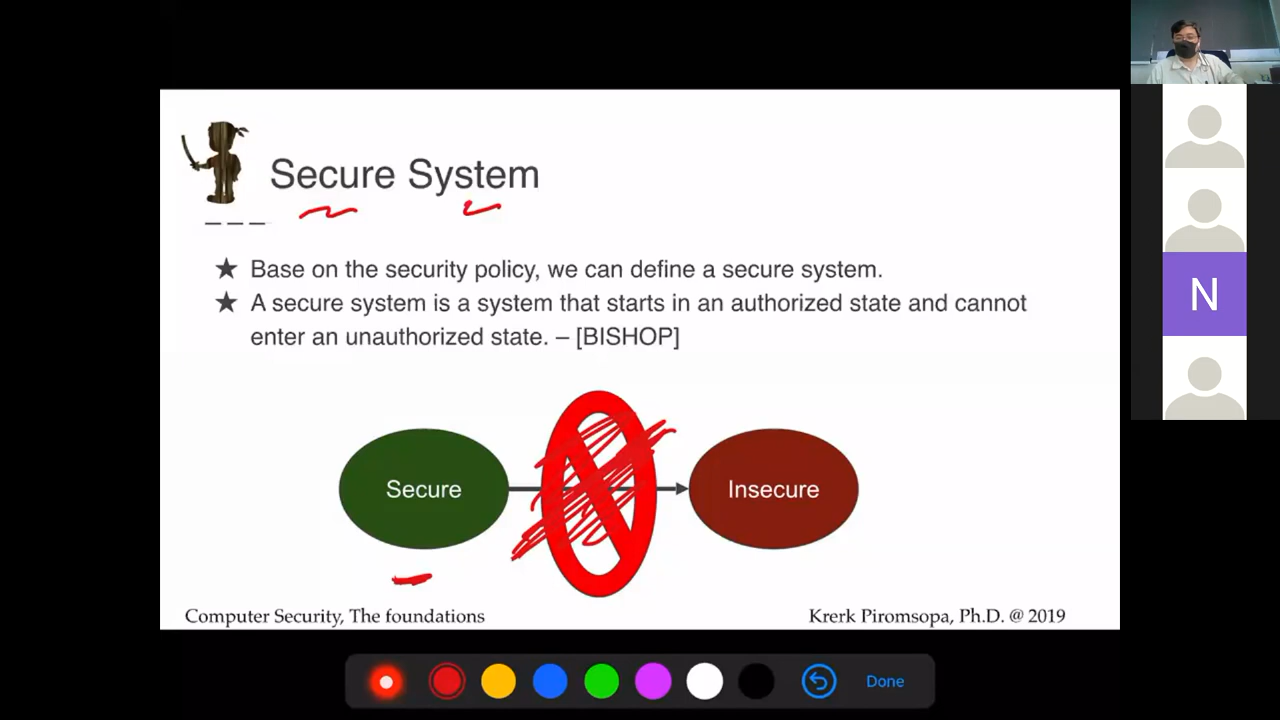 Secure System
★ Base on the security policy, we can define a secure system.
★ A secure system is a system that starts in an authorized state and cannot
enter an unauthorized state. – [BISHOP]
Secure
Insecure
Computer Security, The foundations
Krerk Piromsopa, Ph.D. @ 2019
N
Done